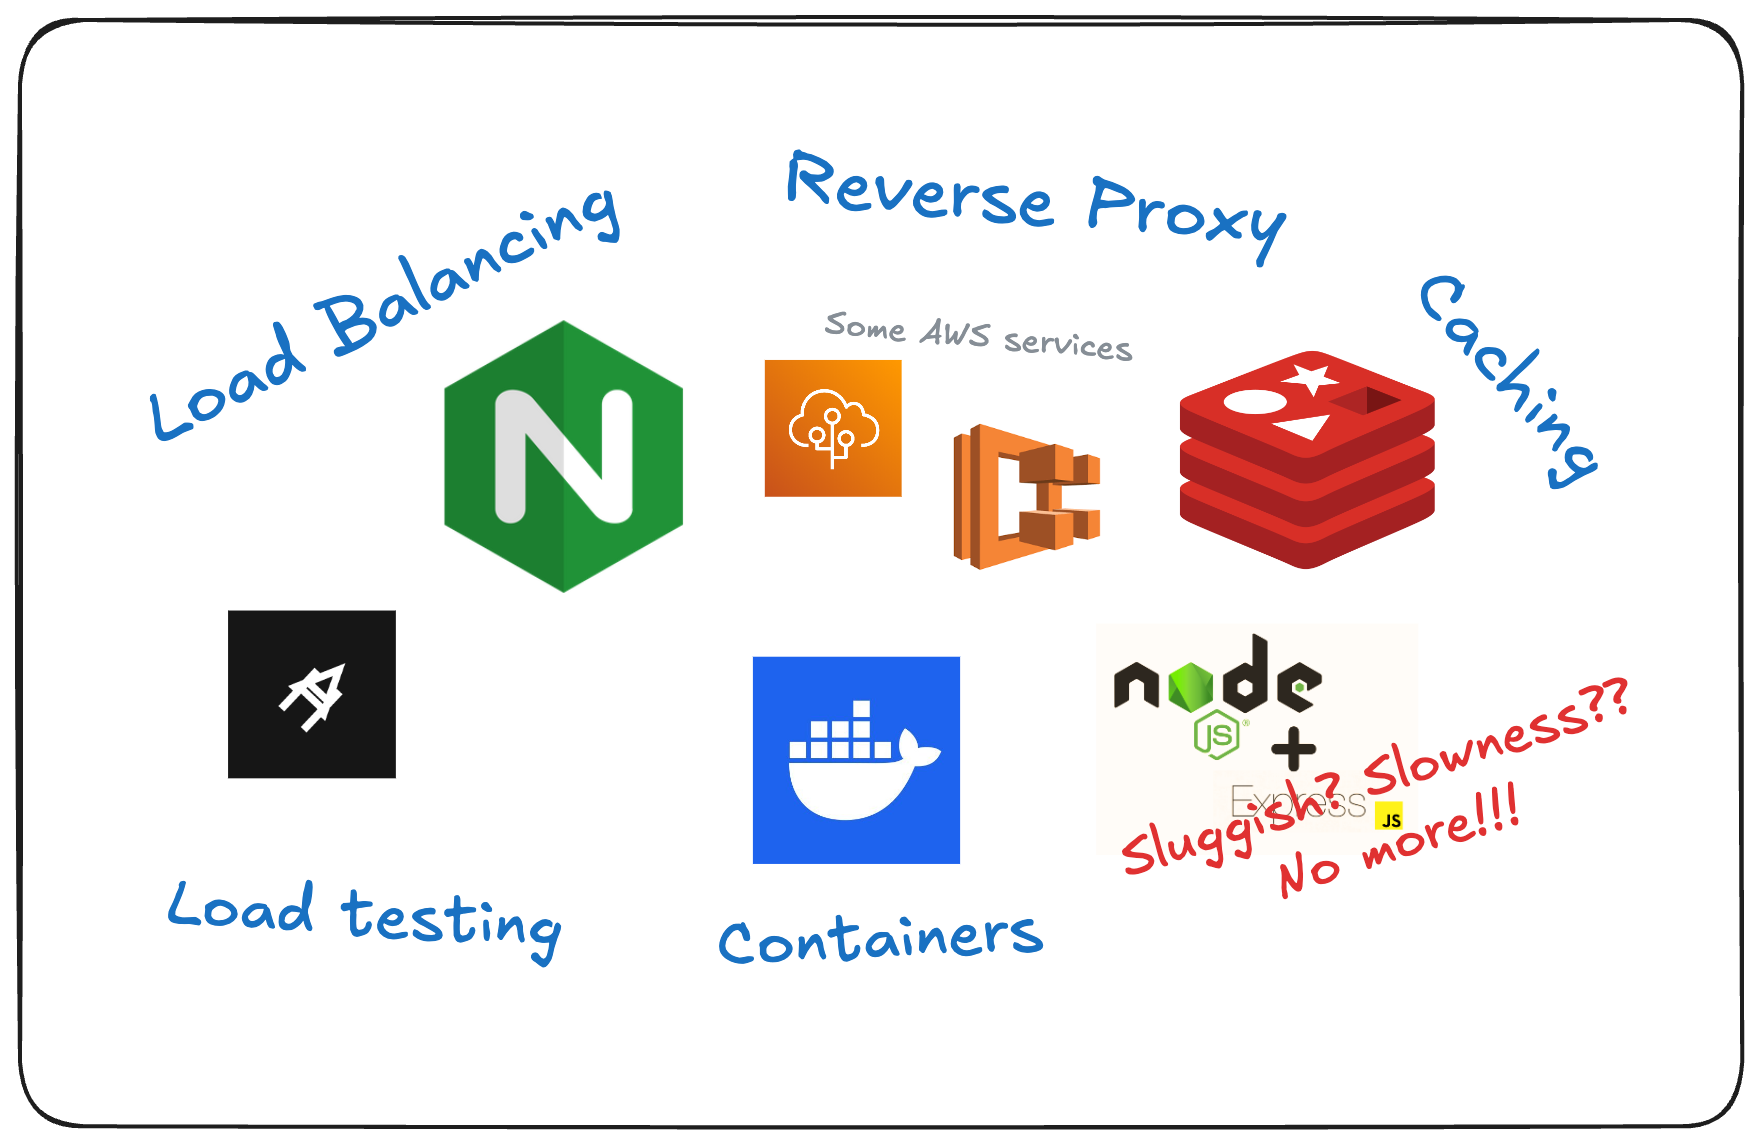 Reverse Proxy
Load Balancing
Caching
Some AWS services
N
node
JS
+
Express
JS
Sluggish? Slowness??
No more!!!
Load testing
Containers